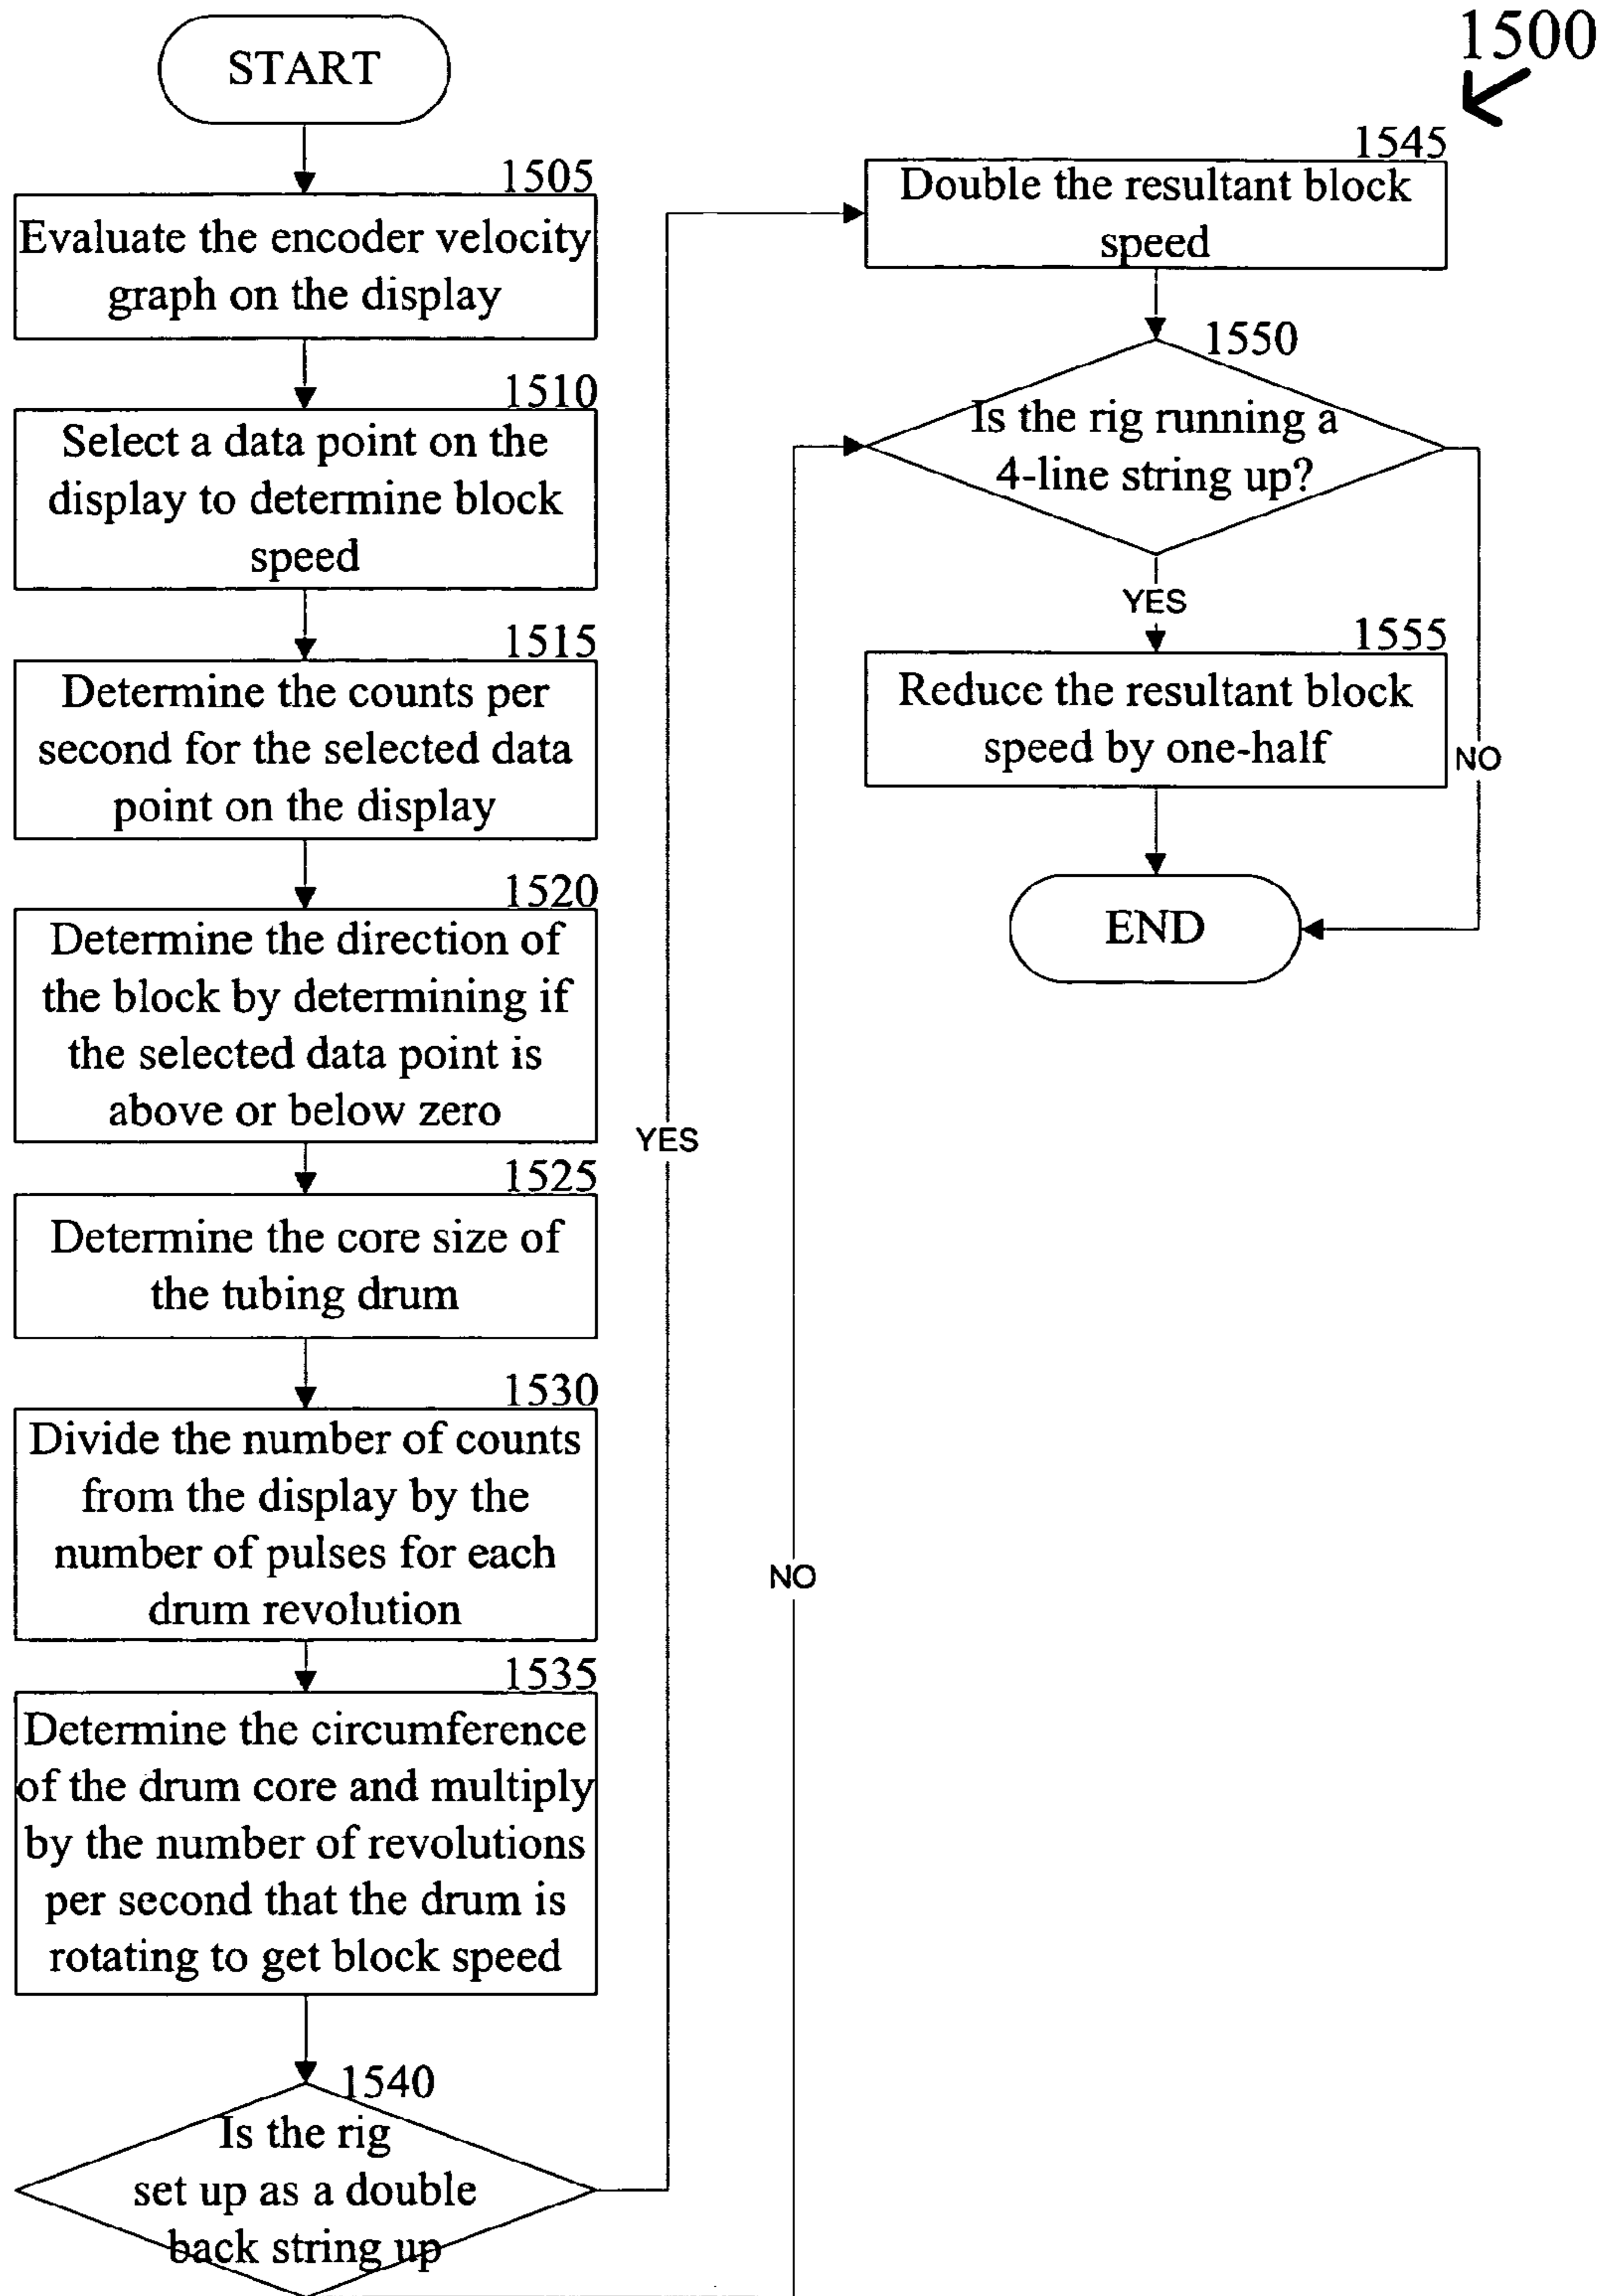 1500
START
1505
Evaluate the encoder velocity
graph on the display
1510
Select a data point on the
display to determine block
speed
1515
Determine the counts per
second for the selected data
point on the display
1520
Determine the direction of
the block by determining if
the selected data point is
above or below zero
1525
Determine the core size of
the tubing drum
1530
Divide the number of counts
from the display by the
number of pulses for each
drum revolution
1535
Determine the circumference
of the drum core and multiply
by the number of revolutions
per second that the drum is
rotating to get block speed
1540
Is the rig
set up as a double
back string up
YES
NO
1545
Double the resultant block
speed
1550
Is the rig running a
4-line string up?
YES
1555
Reduce the resultant block
speed by one-half
NO
END